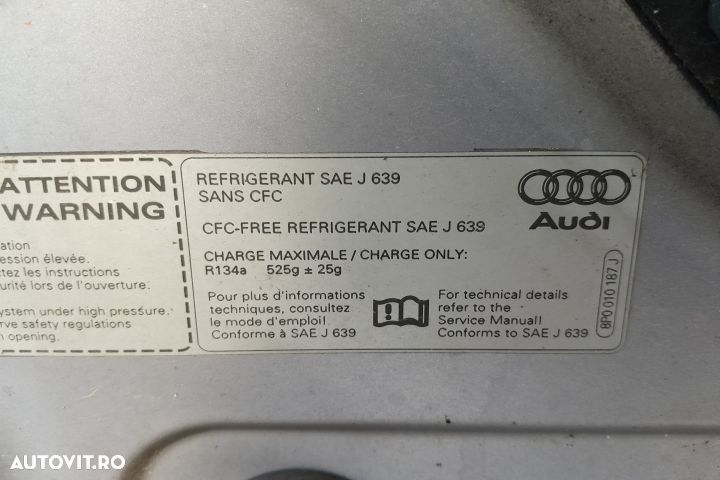 ATTENTION
WARNING
ession élevée.
ctez les instructions
urité lors de l'ouverture.
ystem under high pressure.
rve safety regulations
n opening.
REFRIGERANT SAE J 639
SANS CFC
CFC-FREE REFRIGERANT SAE J 639
CHARGE MAXIMALE / CHARGE ONLY:
R134a 525g ± 25g
Pour plus d'informations
techniques, consultez
le mode d'emploi!
Conforme à SAE J 639
For technical details
refer to the
Service Manual!
Conforms to SAE J 639
Audi
8P0 010 187 J
AUTOVIT.RO